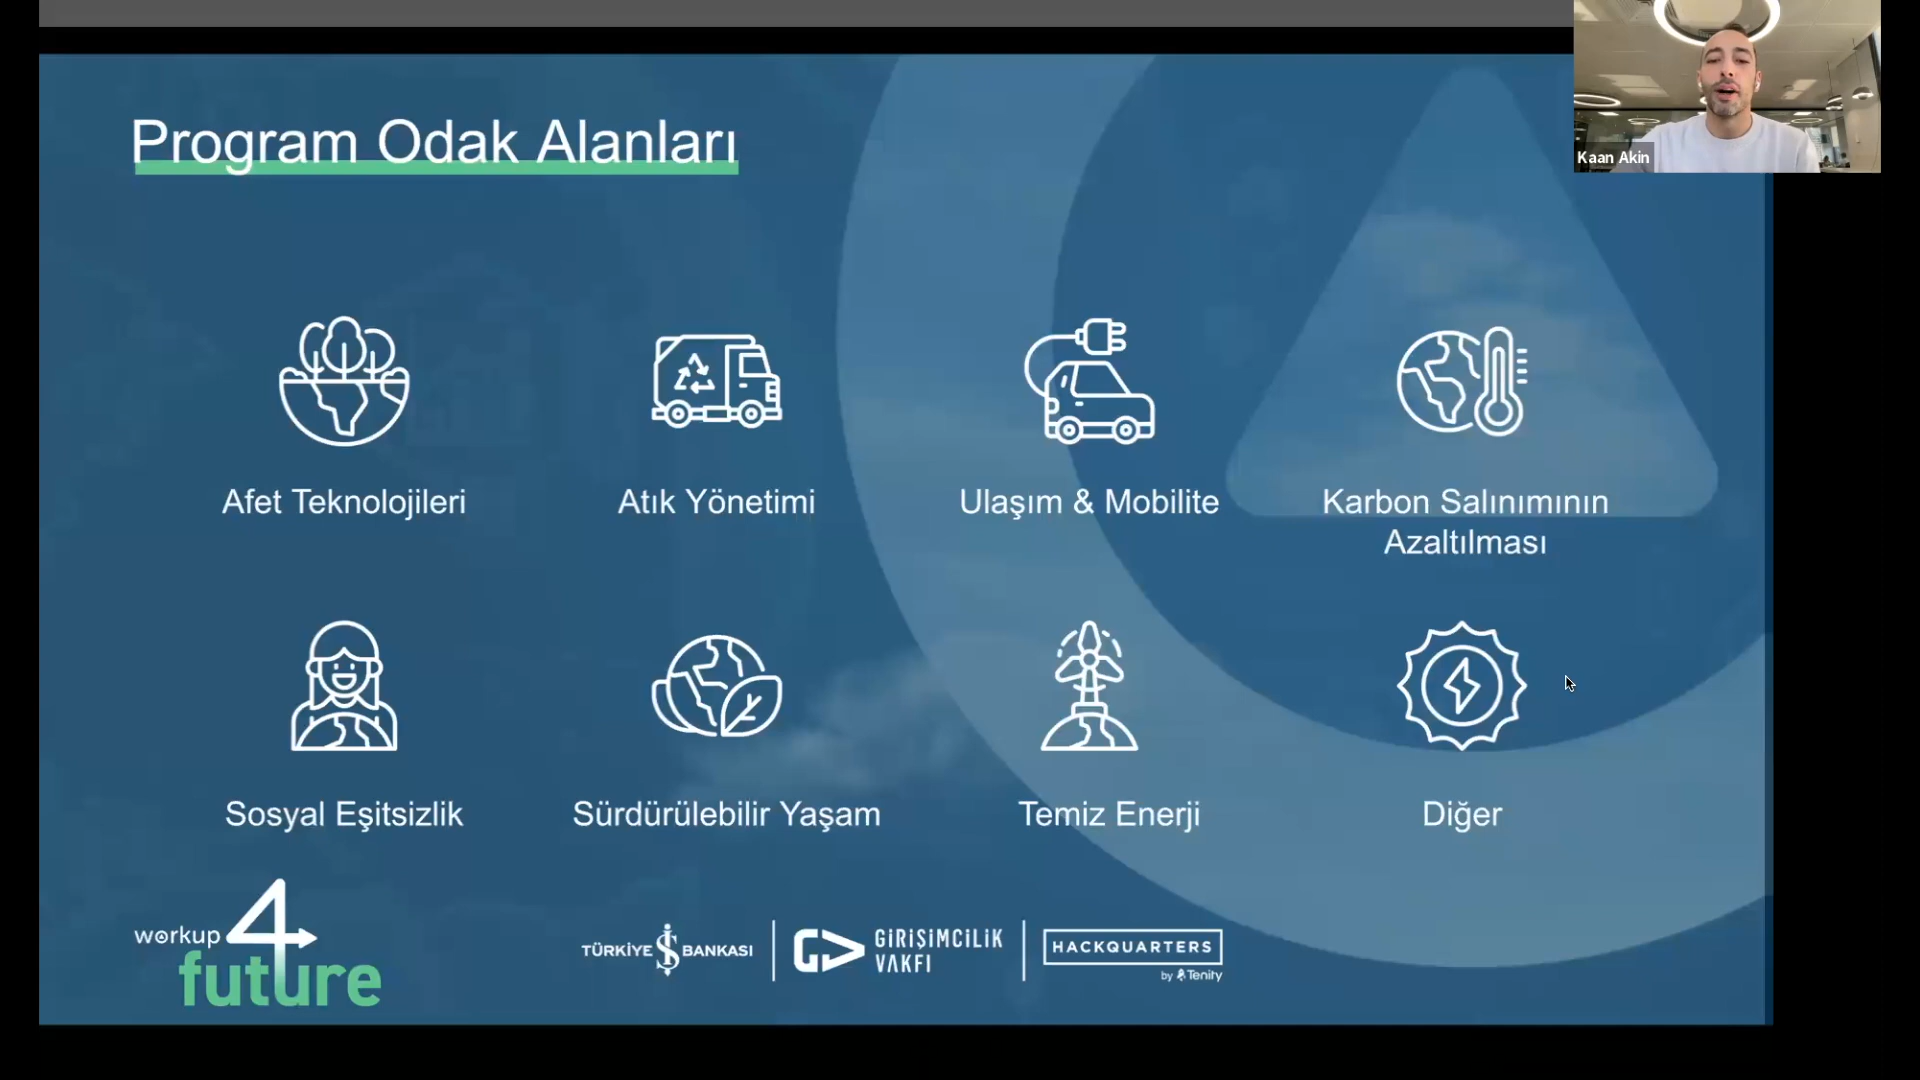 Kaan Akin
Program Odak Alanları
Afet Teknolojileri
Atık Yönetimi
Ulaşım & Mobilite
Karbon Salınımının
Azaltılması
Sosyal Eşitsizlik
Sürdürülebilir Yaşam
Temiz Enerji
Diğer
workup
4
future
TÜRKİYE İŞ BANKASI
GİRİŞİMCİLİK
VAKFI
HACKQUARTERS
by Tenity